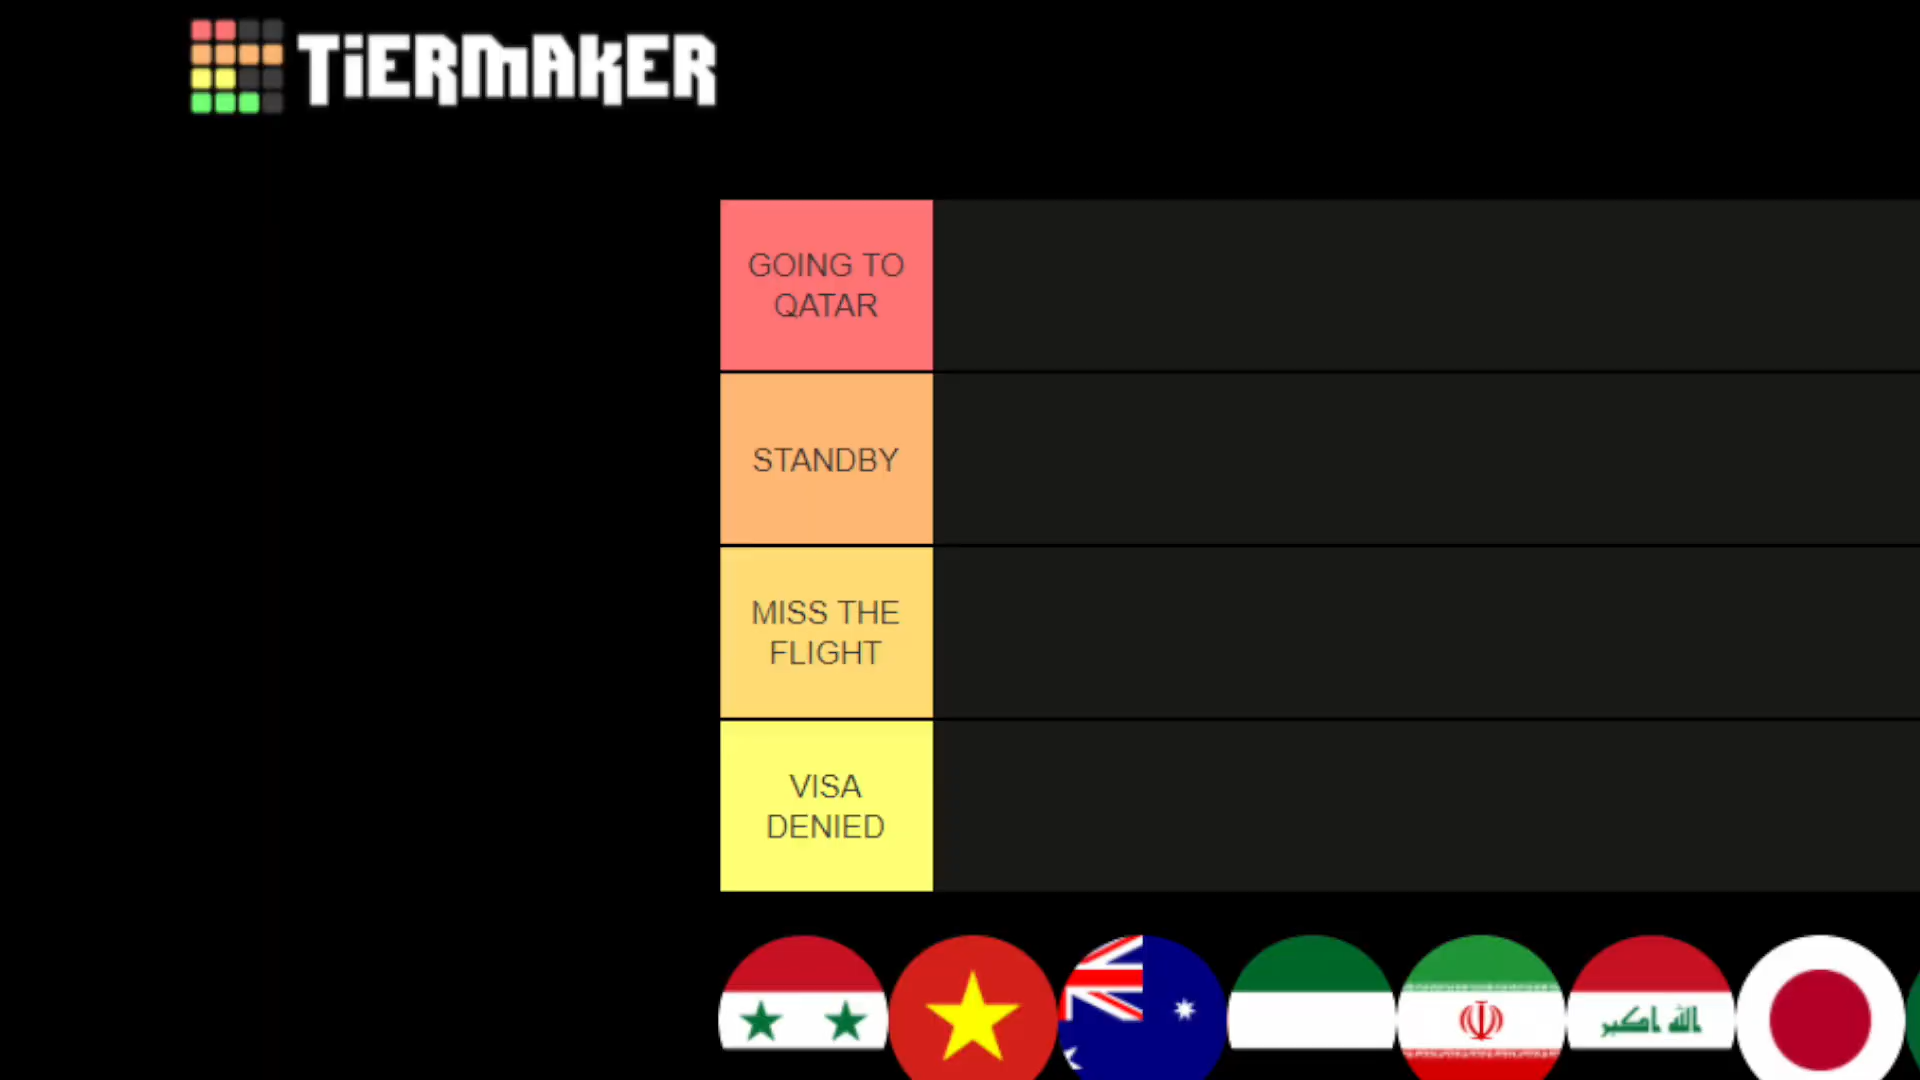 TiERMAKER
GOING TO
QATAR
STANDBY
MISS THE
FLIGHT
VISA
DENIED
الله اكبر